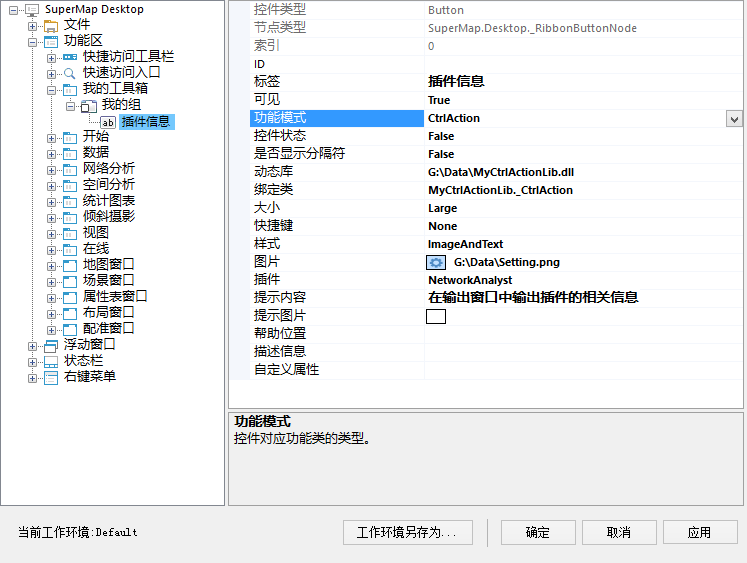 SuperMap Desktop
文件
功能区
快捷访问工具栏
快速访问入口
我的工具箱
我的组
ab 插件信息
开始
数据
网络分析
空间分析
统计图表
倾斜摄影
视图
在线
地图窗口
场景窗口
属性表窗口
布局窗口
配准窗口
浮动窗口
状态栏
右键菜单
控件类型 Button
节点类型 SuperMap.Desktop._RibbonButtonNode
索引 0
ID
标签 插件信息
可见 True
功能模式 CtrlAction
控件状态 False
是否显示分隔符 False
动态库 G:\Data\MyCtrlActionLib.dll
绑定类 MyCtrlActionLib._CtrlAction
大小 Large
快捷键 None
样式 ImageAndText
图片 G:\Data\Setting.png
插件 NetworkAnalyst
提示内容 在输出窗口中输出插件的相关信息
提示图片
帮助位置
描述信息
自定义属性
功能模式
控件对应功能类的类型。
当前工作环境:Default 工作环境另存为... 确定 取消 应用